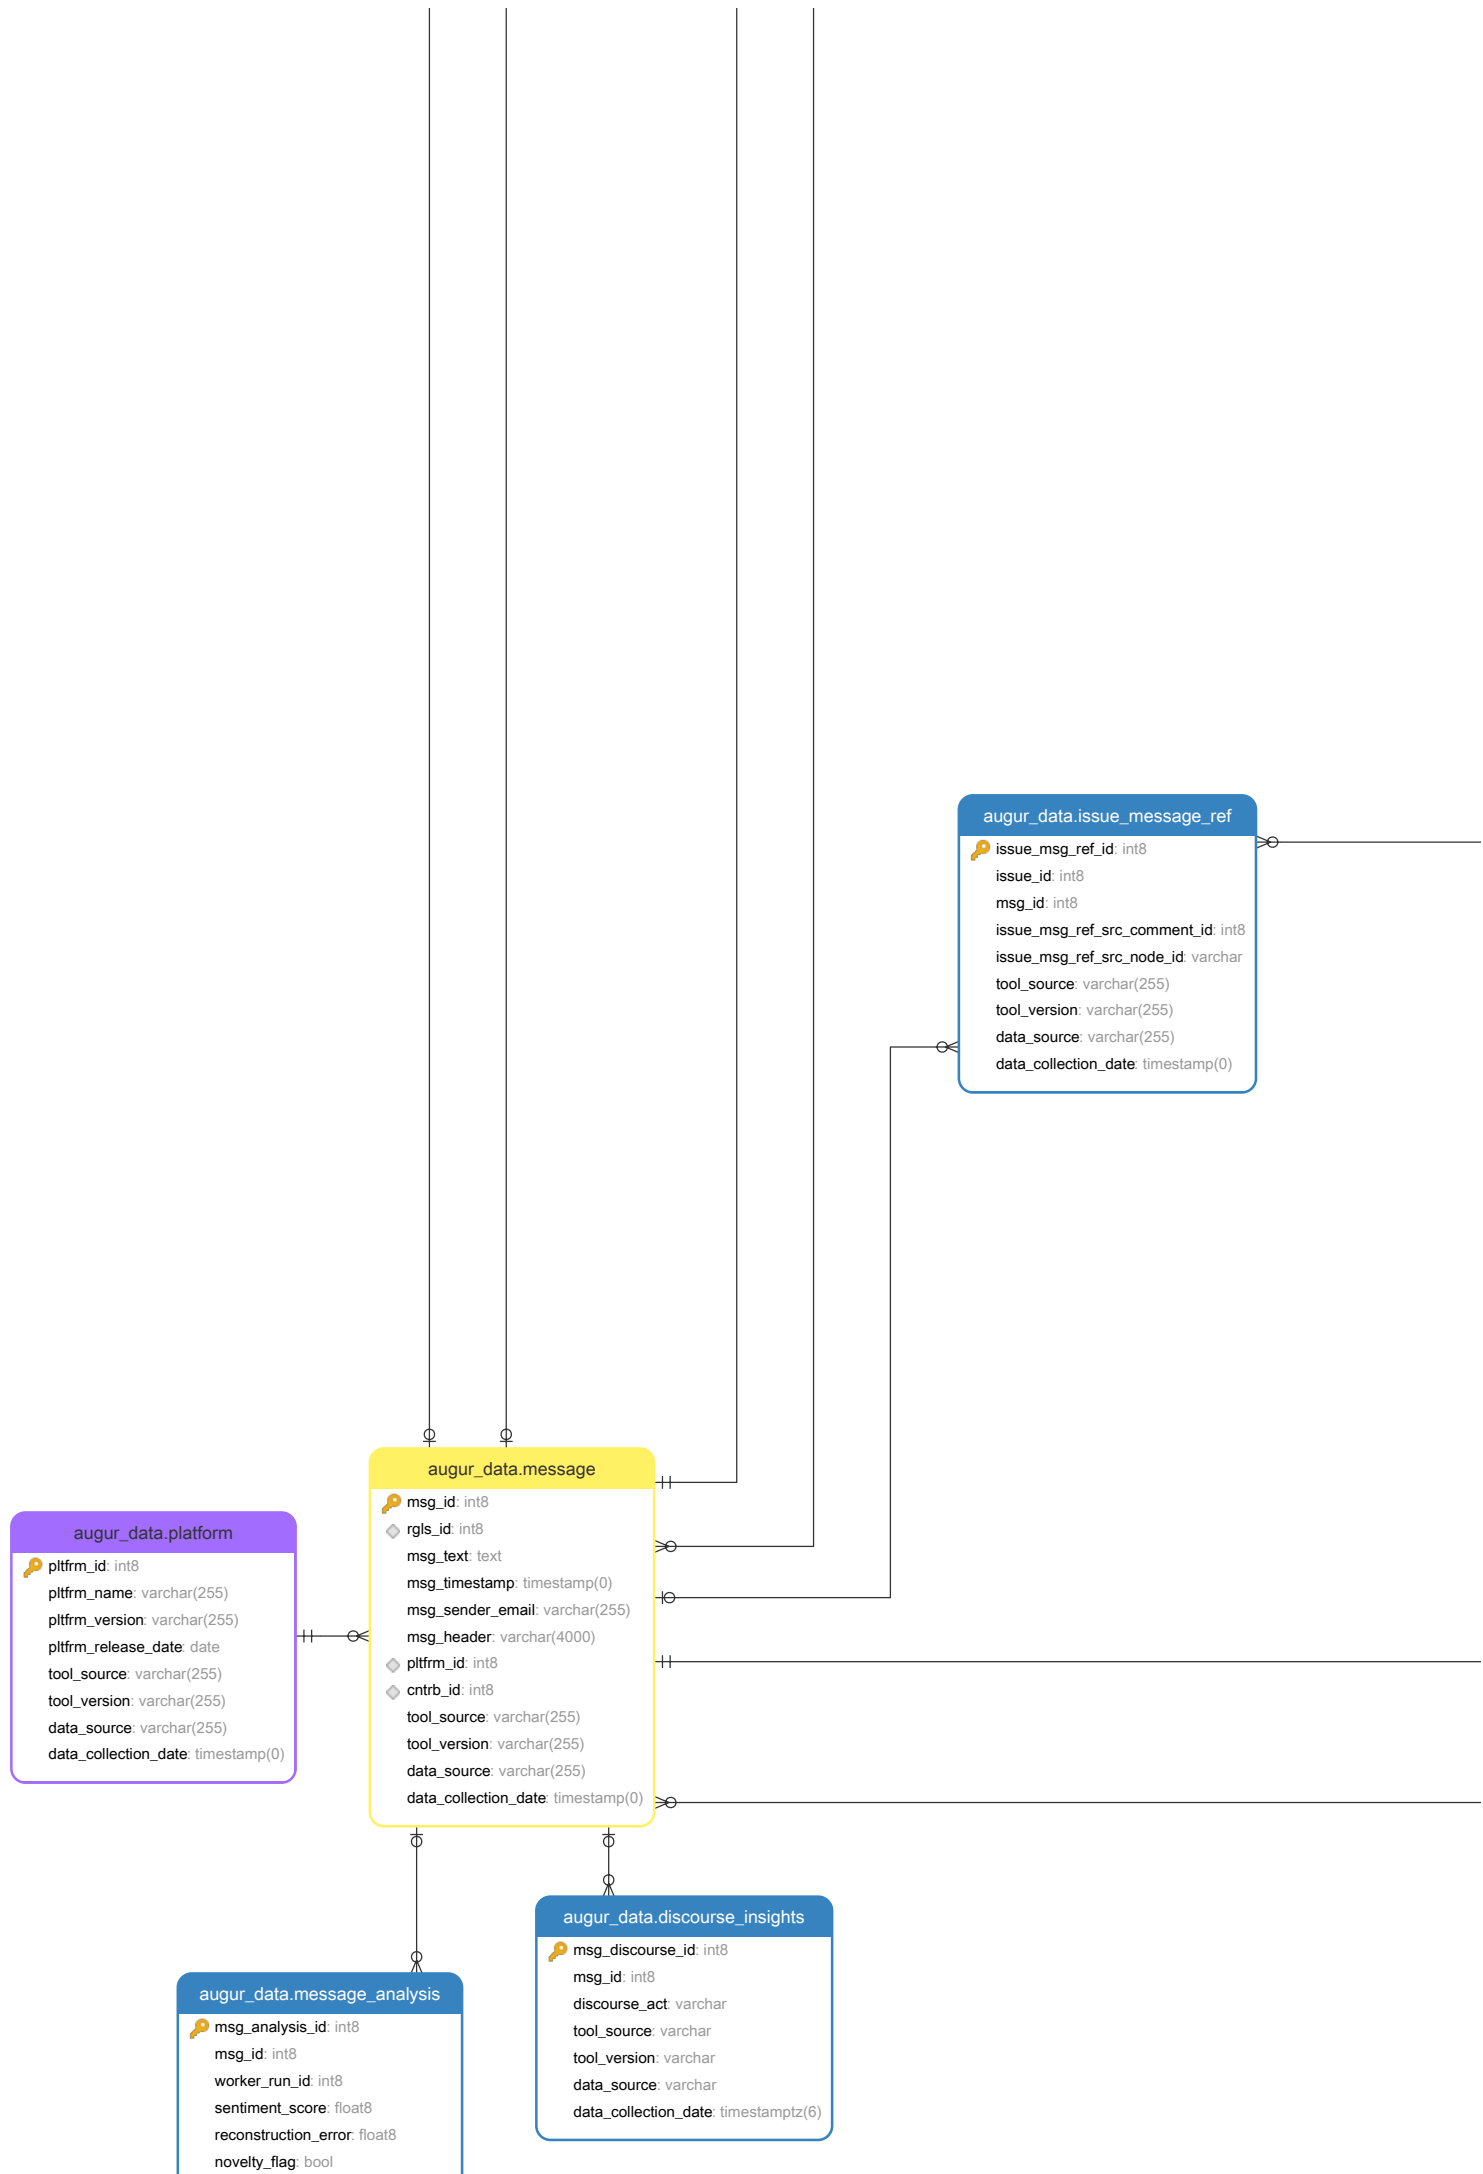 augur_data.issue_message_ref
issue_msg_ref_id: int8
issue_id: int8
msg_id: int8
issue_msg_ref_src_comment_id: int8
issue_msg_ref_src_node_id: varchar
tool_source: varchar(255)
tool_version: varchar(255)
data_source: varchar(255)
data_collection_date: timestamp(0)
augur_data.message
msg_id: int8
rgls_id: int8
msg_text: text
msg_timestamp: timestamp(0)
msg_sender_email: varchar(255)
msg_header: varchar(4000)
pltfrm_id: int8
cntrb_id: int8
tool_source: varchar(255)
tool_version: varchar(255)
data_source: varchar(255)
data_collection_date: timestamp(0)
augur_data.platform
pltfrm_id: int8
pltfrm_name: varchar(255)
pltfrm_version: varchar(255)
pltfrm_release_date: date
tool_source: varchar(255)
tool_version: varchar(255)
data_source: varchar(255)
data_collection_date: timestamp(0)
augur_data.discourse_insights
msg_discourse_id: int8
msg_id: int8
discourse_act: varchar
tool_source: varchar
tool_version: varchar
data_source: varchar
data_collection_date: timestamptz(6)
augur_data.message_analysis
msg_analysis_id: int8
msg_id: int8
worker_run_id: int8
sentiment_score: float8
reconstruction_error: float8
novelty_flag: bool